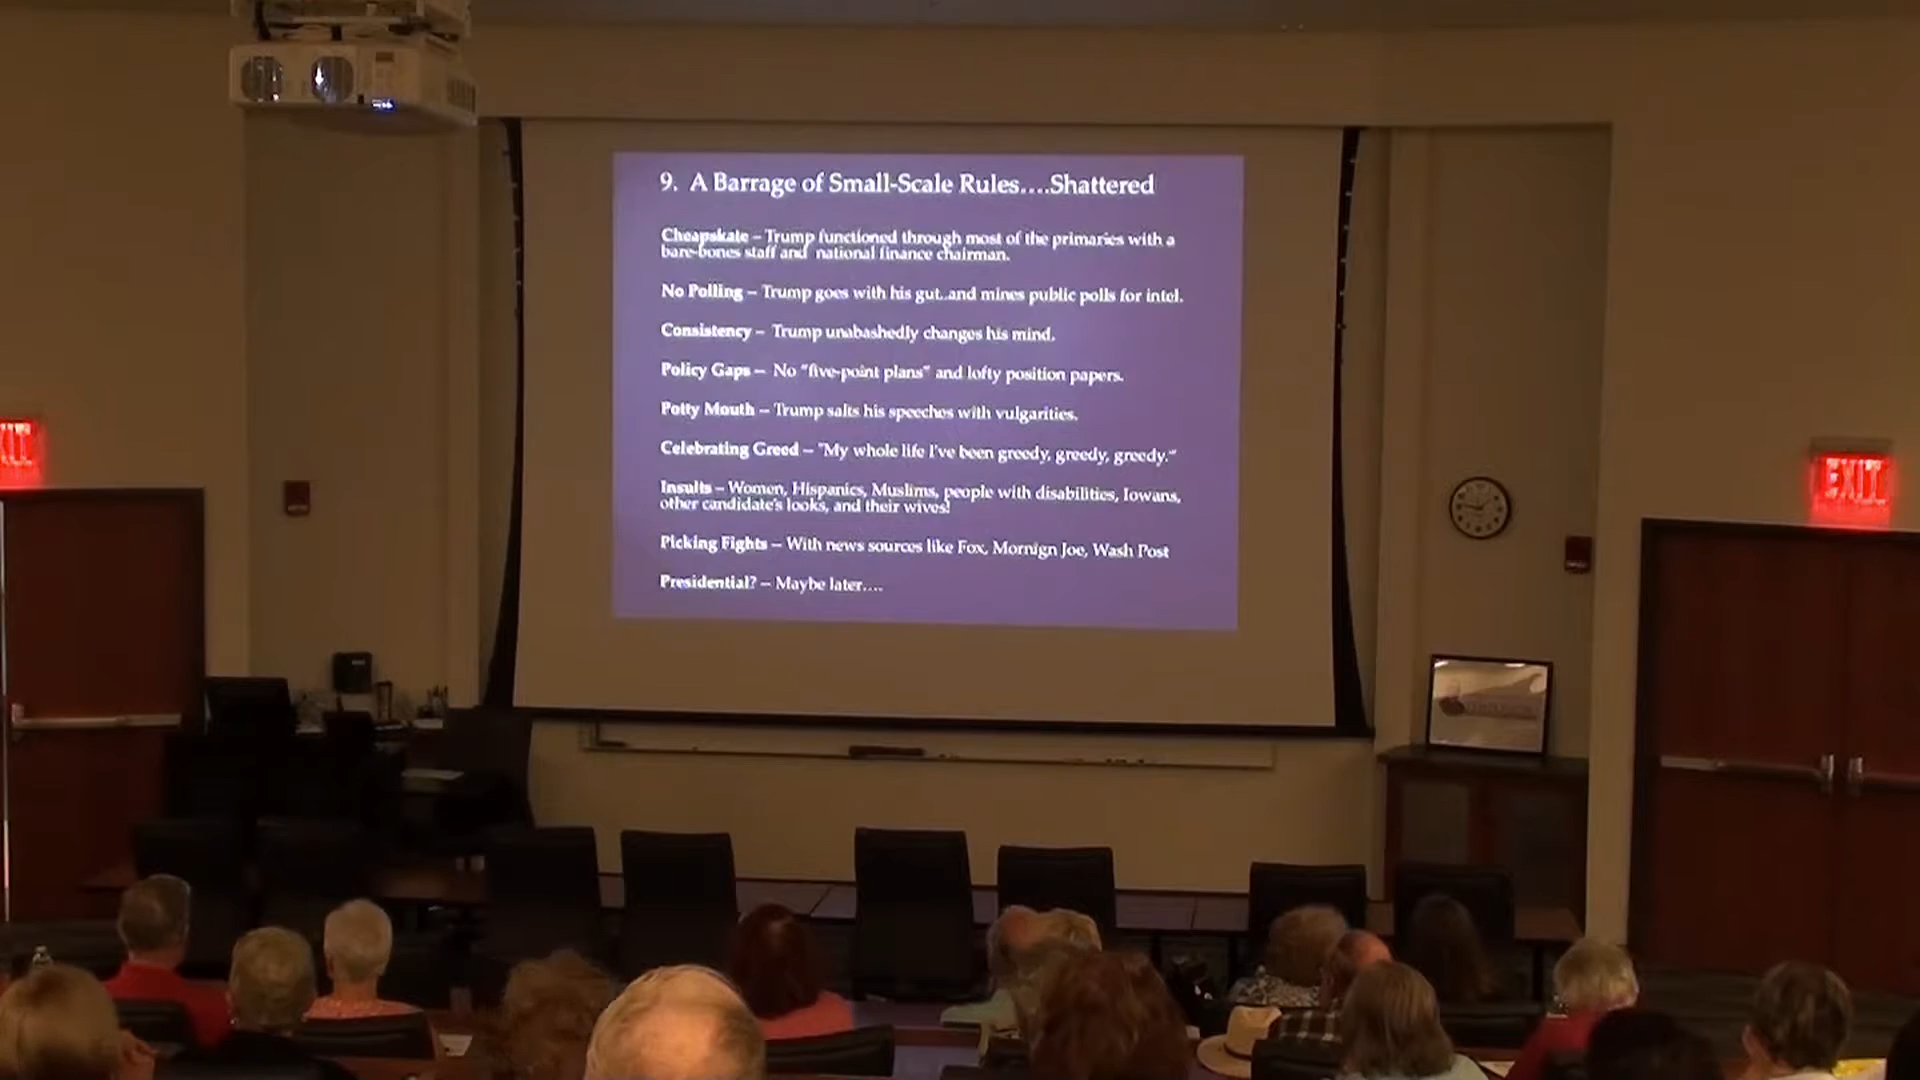 9. A Barrage of Small-Scale Rules....Shattered
Cheapskate – Trump functioned through most of the primaries with a
bare-bones staff and national finance chairman.
No Polling – Trump goes with his gut..and mines public polls for intel.
Consistency – Trump unabashedly changes his mind.
Policy Gaps – No "five-point plans" and lofty position papers.
Potty Mouth – Trump salts his speeches with vulgarities.
Celebrating Greed – "My whole life I've been greedy, greedy, greedy."
Insults – Women, Hispanics, Muslims, people with disabilities, Iowans,
other candidate's looks, and their wives!
Picking Fights – With news sources like Fox, Mornign Joe, Wash Post
Presidential? – Maybe later....
EXIT